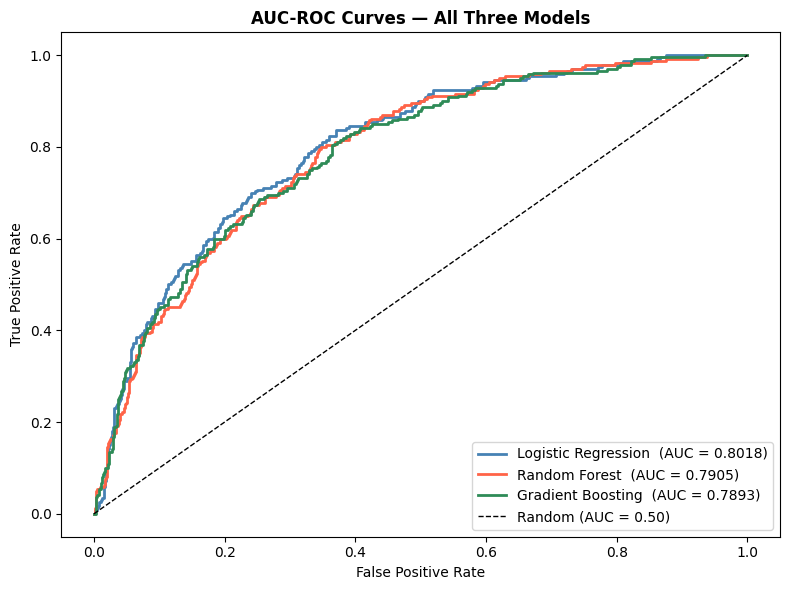 AUC-ROC Curves — All Three Models
True Positive Rate
1.0
0.8
0.6
0.4
0.2
0.0
Logistic Regression (AUC = 0.8018)
Random Forest (AUC = 0.7905)
Gradient Boosting (AUC = 0.7893)
Random (AUC = 0.50)
0.0 0.2 0.4 0.6 0.8 1.0
False Positive Rate